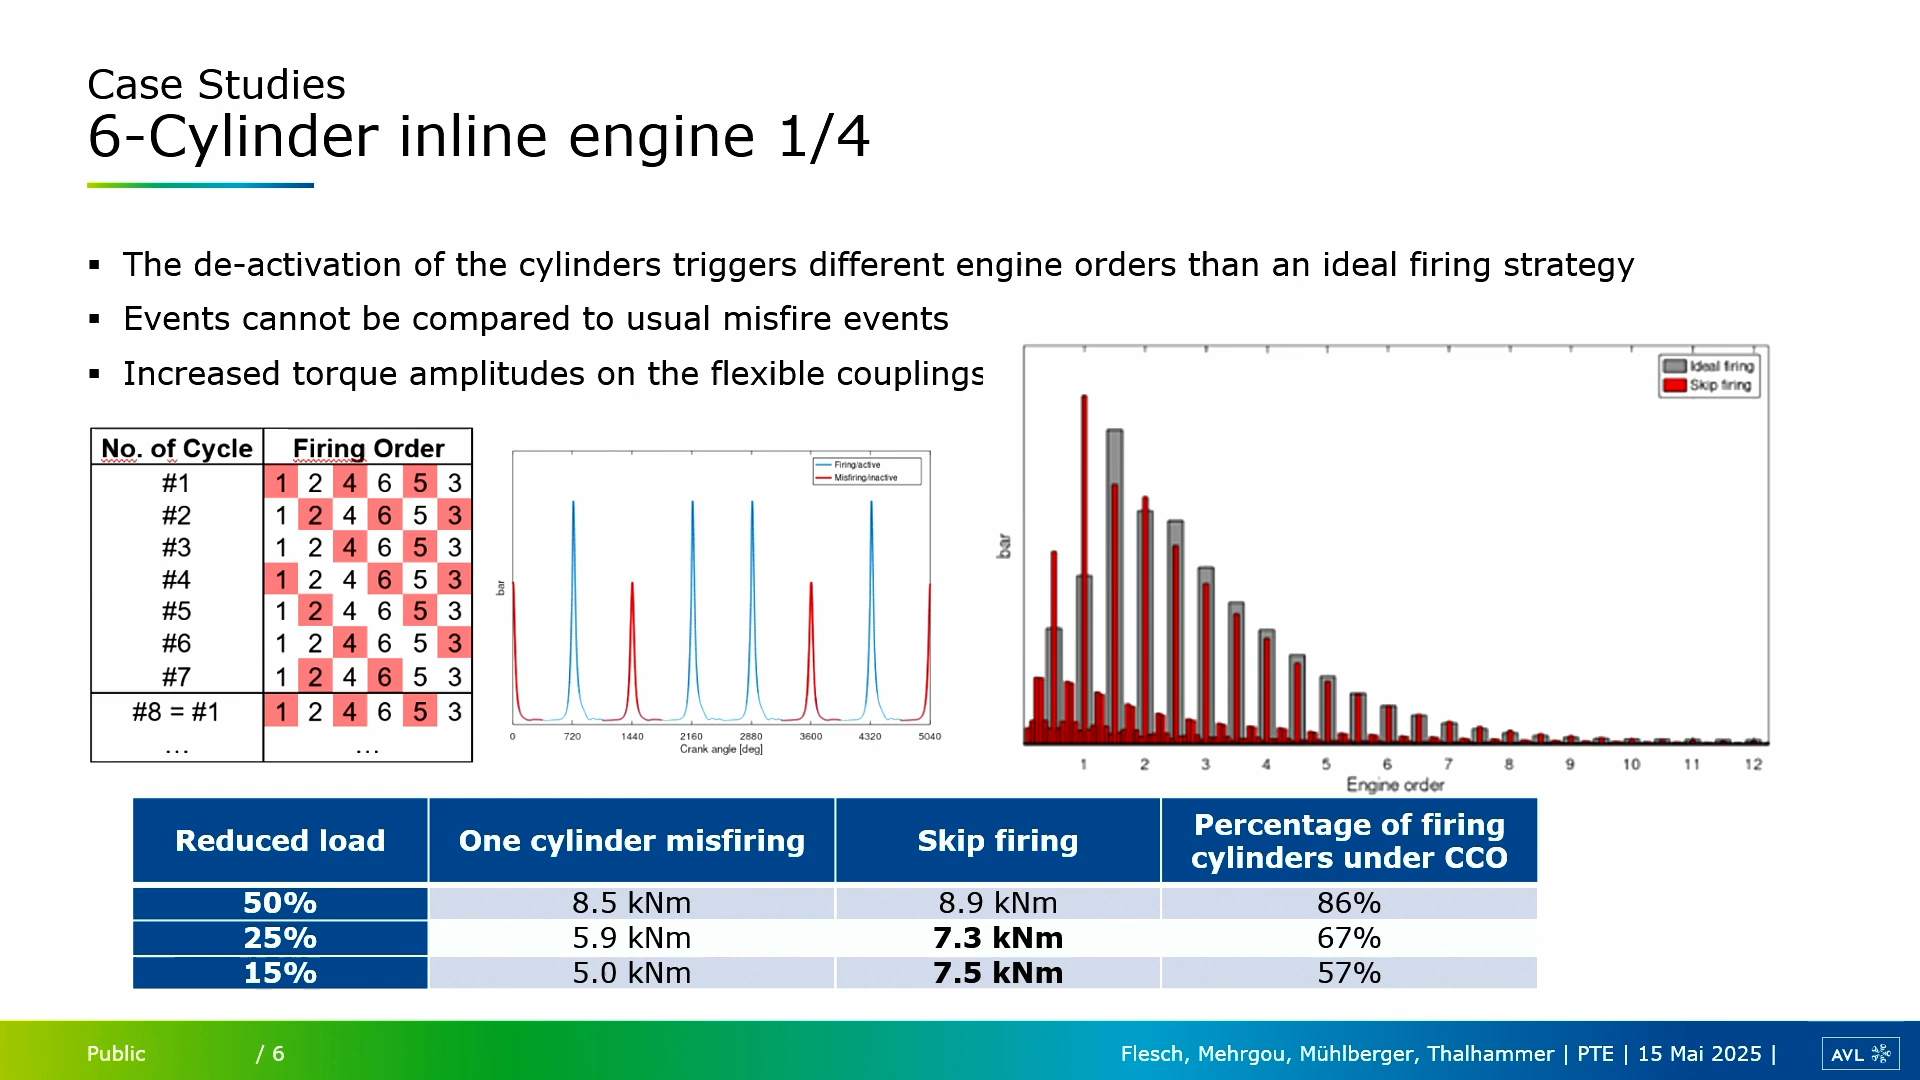 Case Studies
6-Cylinder inline engine 1/4
▪ The de-activation of the cylinders triggers different engine orders than an ideal firing strategy
▪ Events cannot be compared to usual misfire events
▪ Increased torque amplitudes on the flexible couplings
No. of Cycle Firing Order
#1 1 2 4 6 5 3
#2 1 2 4 6 5 3
#3 1 2 4 6 5 3
#4 1 2 4 6 5 3
#5 1 2 4 6 5 3
#6 1 2 4 6 5 3
#7 1 2 4 6 5 3
#8 = #1 1 2 4 6 5 3
... ...
Firing/active
Misfiring/inactive
bar
0 720 1440 2160 2880 3600 4320 5040
Crank angle [deg]
Ideal firing
Skip firing
bar
1 2 3 4 5 6 7 8 9 10 11 12
Engine order
Reduced load One cylinder misfiring Skip firing Percentage of firing
cylinders under CCO
50% 8.5 kNm 8.9 kNm 86%
25% 5.9 kNm 7.3 kNm 67%
15% 5.0 kNm 7.5 kNm 57%
Public / 6 Flesch, Mehrgou, Mühlberger, Thalhammer | PTE | 15 Mai 2025 | AVL